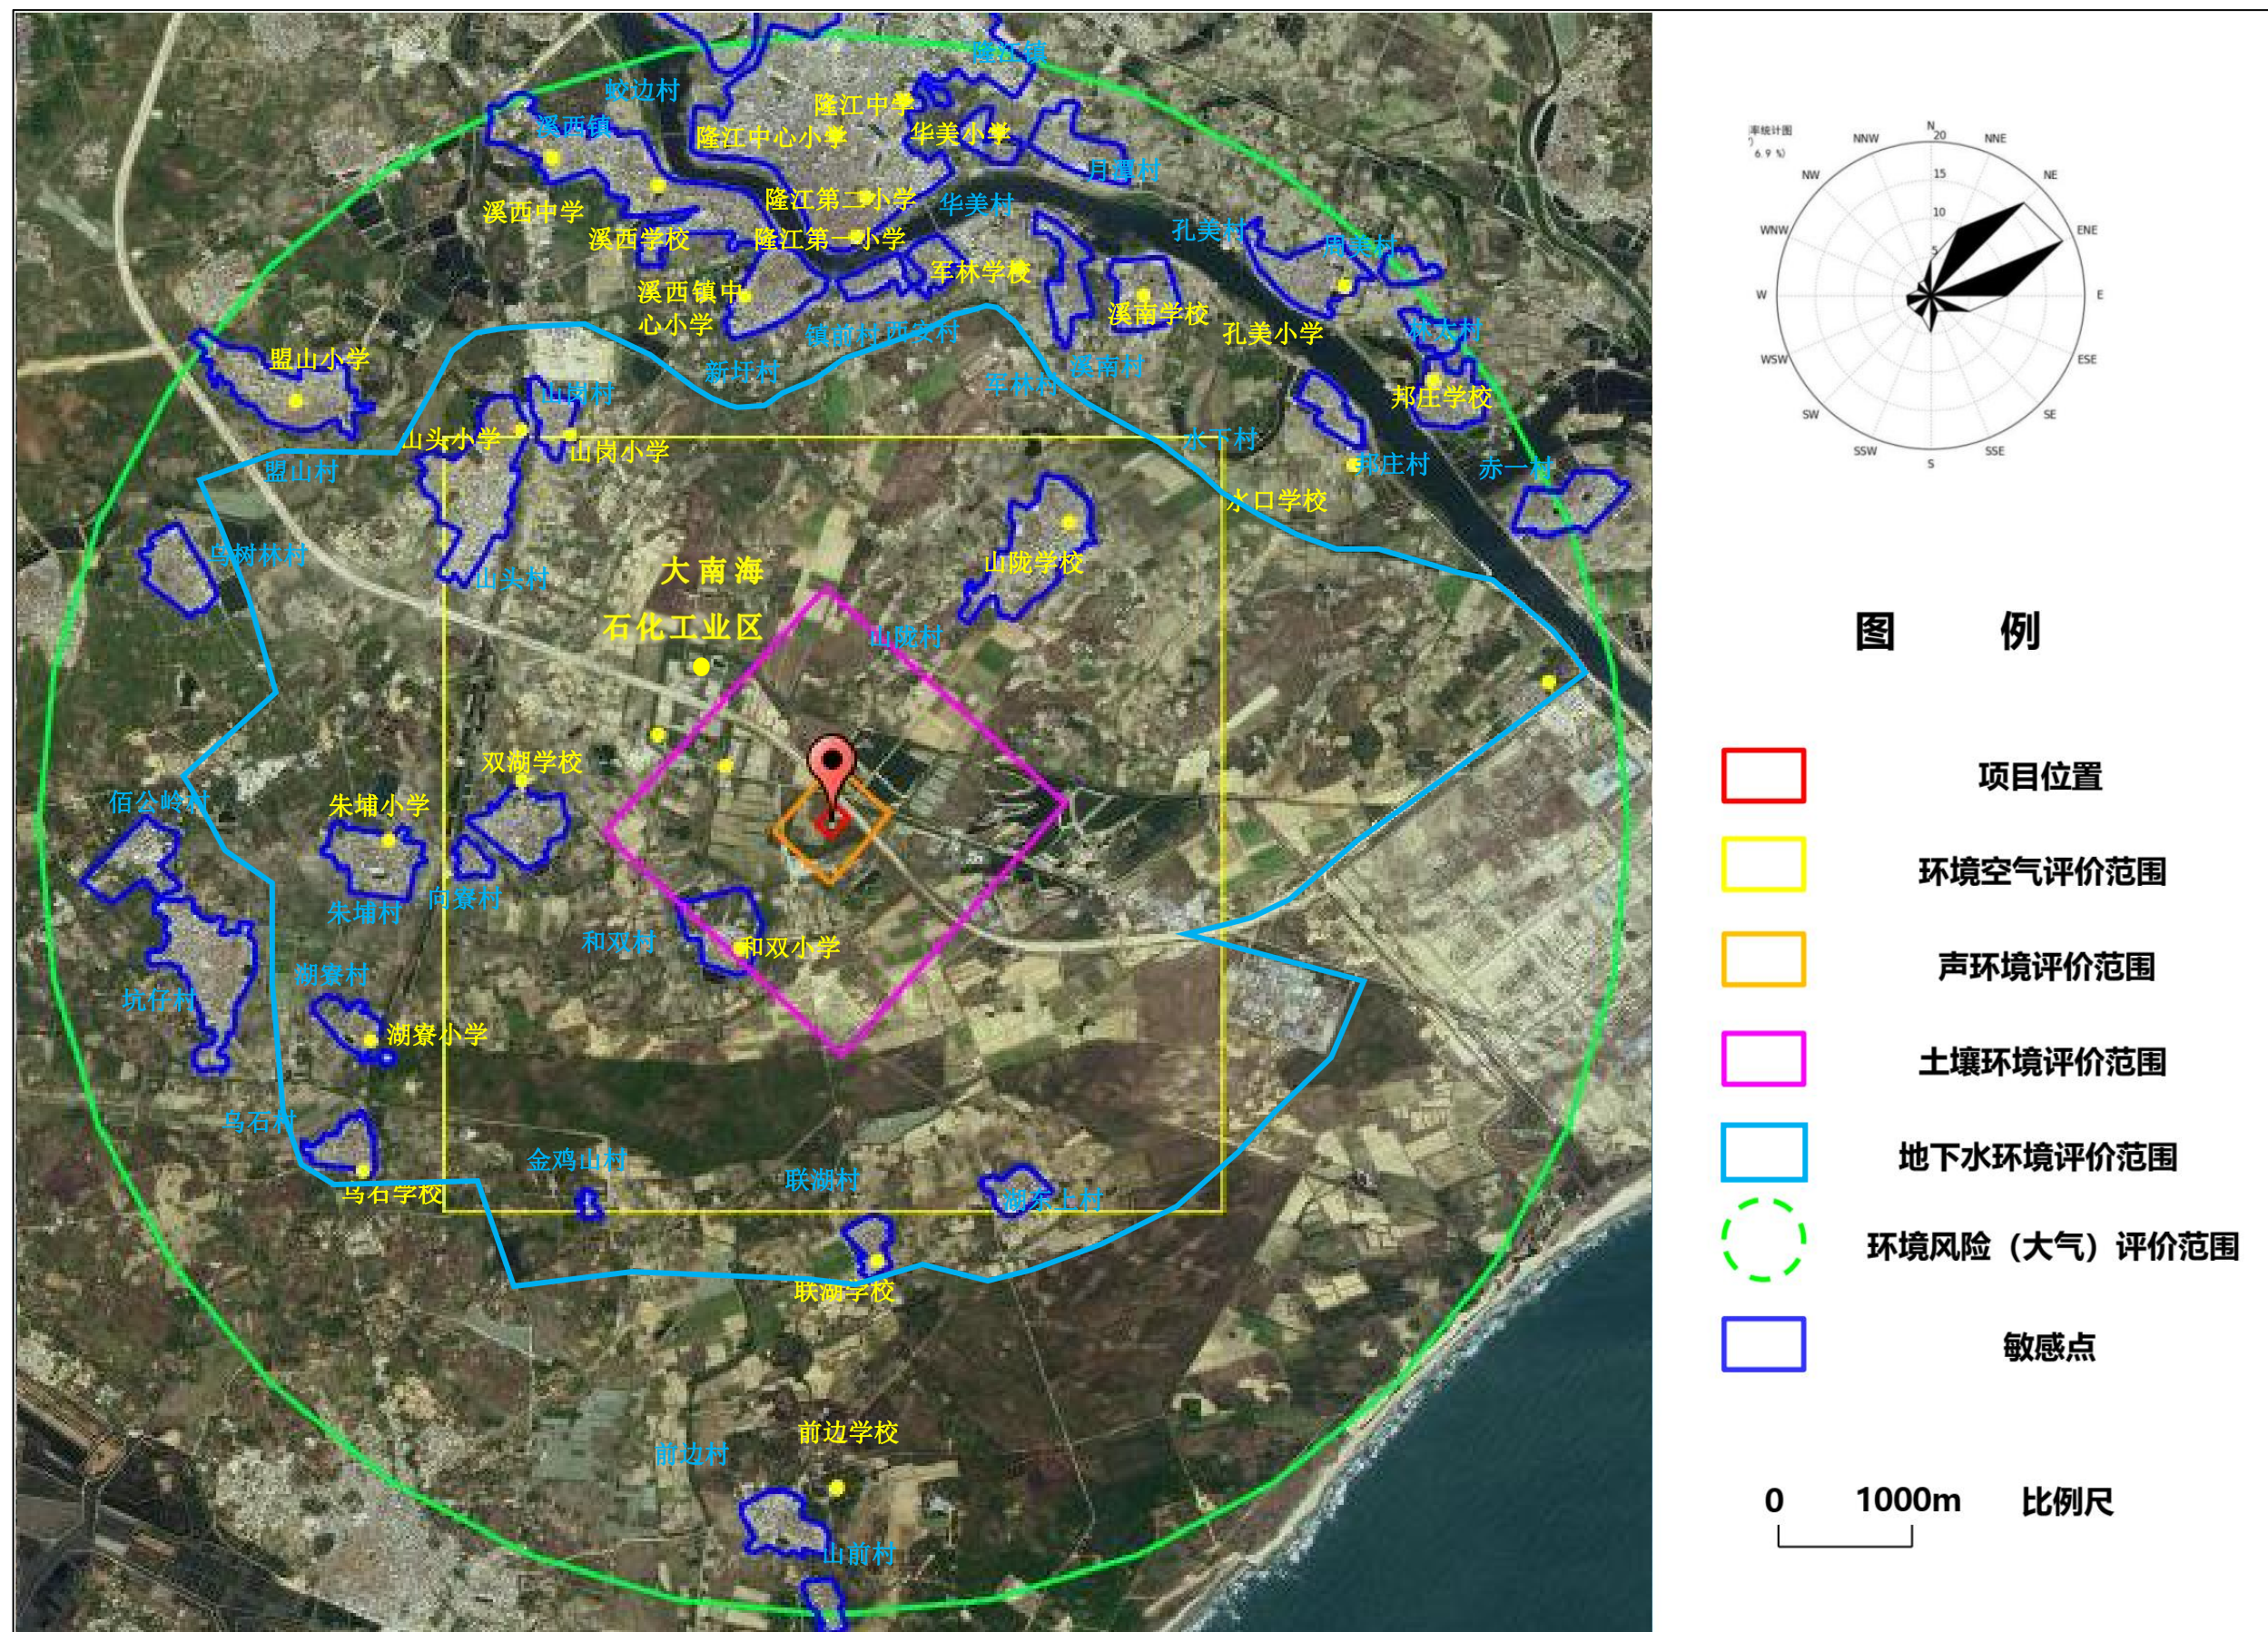 隆江镇
蛟边村
隆江中学
溪西镇
隆江中心小学
华美小学
月潭村
隆江第二小学
华美村
溪西中学
孔美村
溪西学校
隆江第一小学
周美村
军林学校
溪西镇中
心小学
溪南学校
镇前村
西安村
孔美小学
林太村
盟山小学
新圩村
溪南村
军林村
山岗村
邦庄学校
山头小学
水下村
山岗小学
盟山村
邦庄村
赤一村
水口学校
乌树林村
山头村
大南海
石化工业区
山陇学校
山陇村
双湖学校
佰公岭村
朱埔小学
向寮村
朱埔村
和双村
和双小学
湖寮村
坑仔村
湖寮小学
乌石村
金鸡山村
联湖村
乌石学校
湖东上村
联湖学校
前边学校
前边村
山前村
率统计图
)
6.9 %)
N
20
NNW
NNE
15
NW
NE
10
WNW
5
ENE
W
E
WSW
ESE
SW
SE
SSW
SSE
S
图 例
项目位置
环境空气评价范围
声环境评价范围
土壤环境评价范围
地下水环境评价范围
环境风险（大气）评价范围
敏感点
0 1000m 比例尺